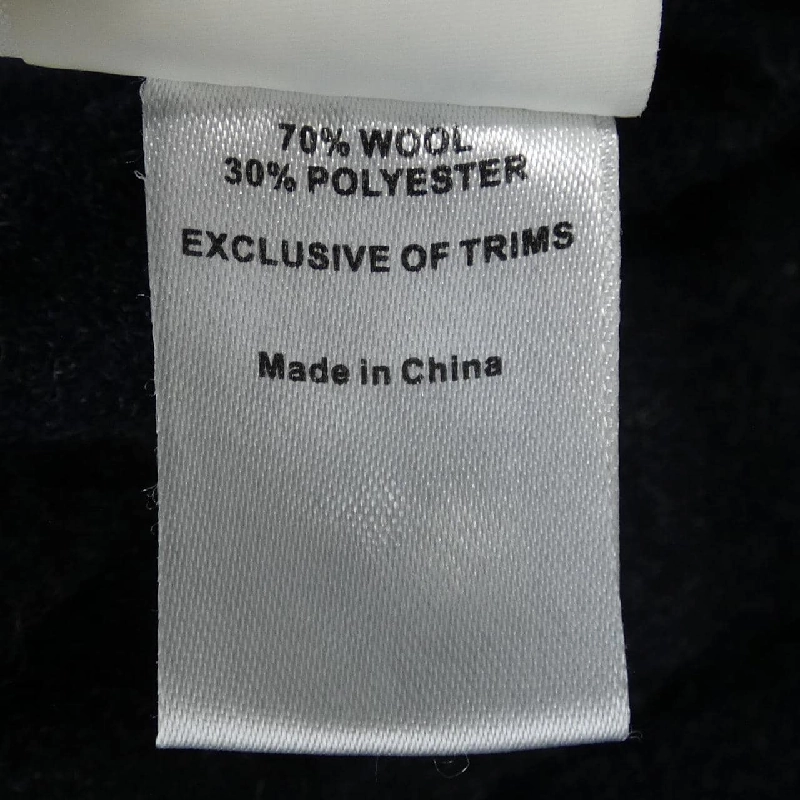 70% WOOL
30% POLYESTER
EXCLUSIVE OF TRIMS
Made in China